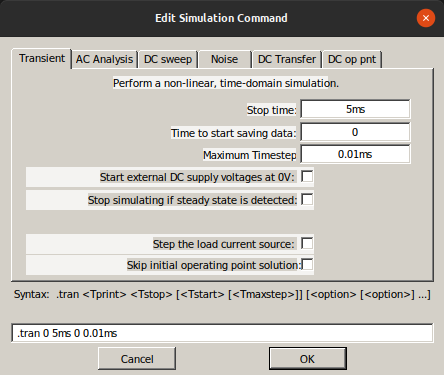 Edit Simulation Command
Transient AC Analysis DC sweep Noise DC Transfer DC op pnt
Perform a non-linear, time-domain simulation.
Stop time: 5ms
Time to start saving data: 0
Maximum Timestep 0.01ms
Start external DC supply voltages at 0V:
Stop simulating if steady state is detected:
Step the load current source:
Skip initial operating point solution:
Syntax: .tran <Tprint> <Tstop> [<Tstart> [<Tmaxstep>]] [<option> [<option>] ...]
.tran 0 5ms 0 0.01ms
Cancel OK